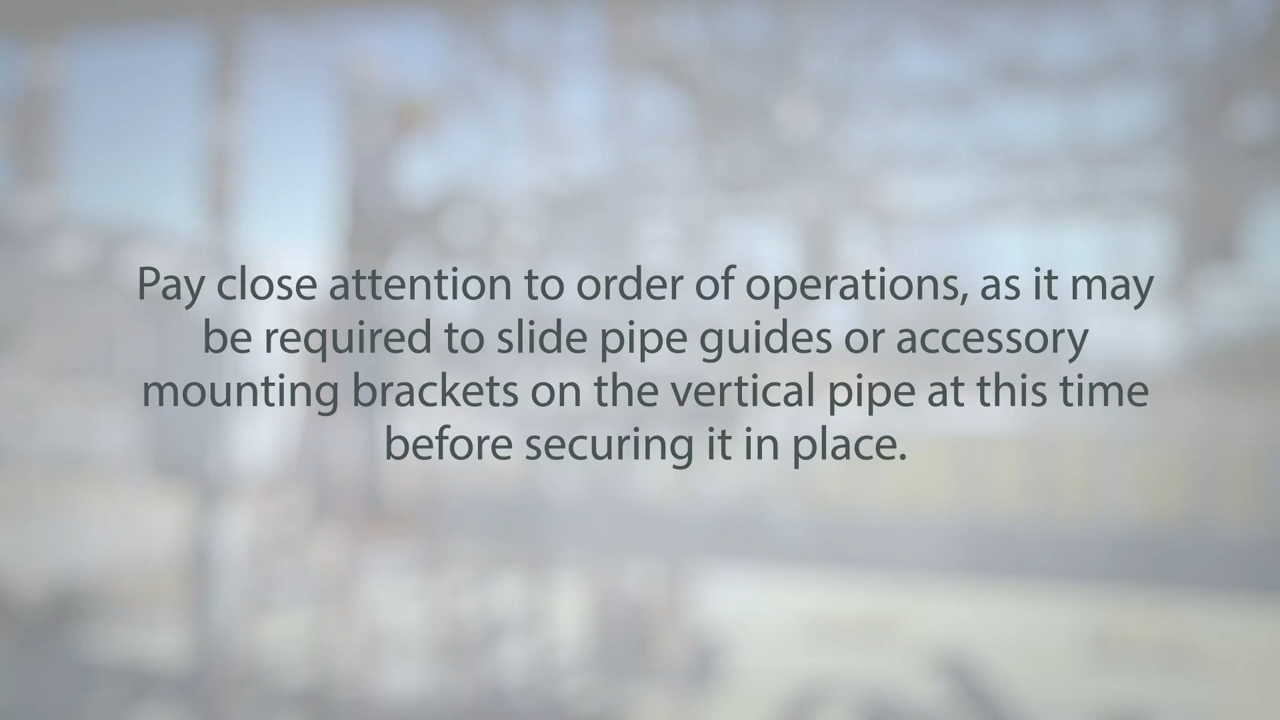 Pay close attention to order of operations, as it may
be required to slide pipe guides or accessory
mounting brackets on the vertical pipe at this time
before securing it in place.